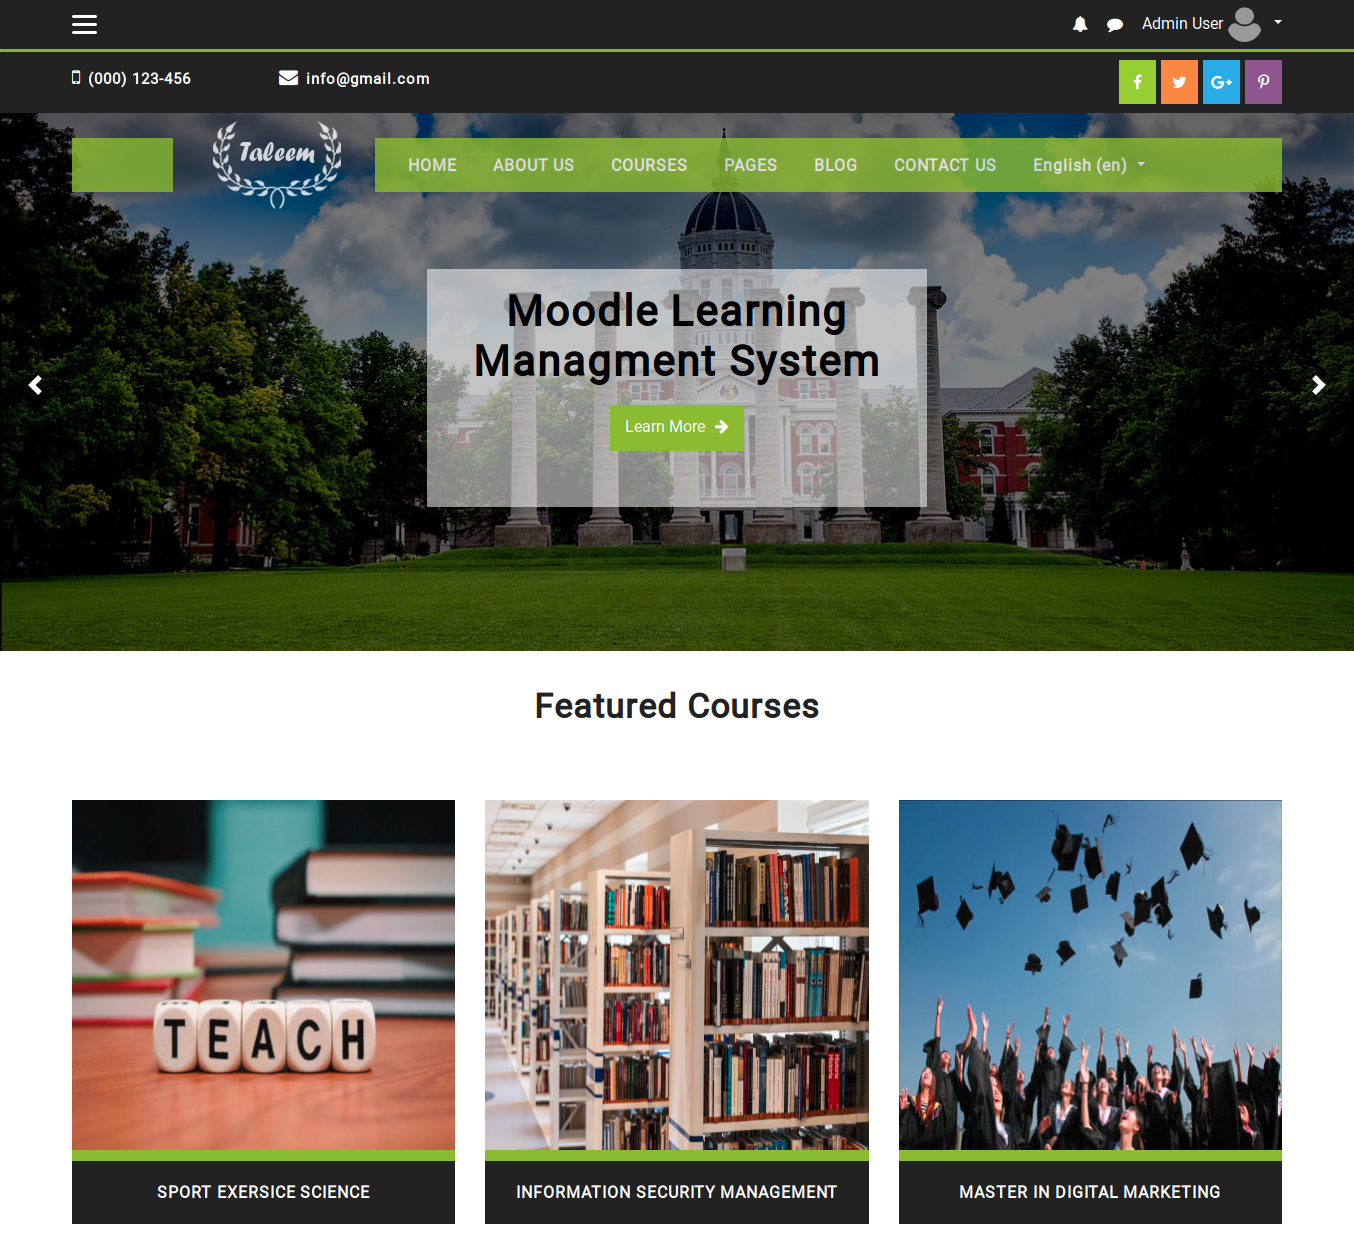 Admin User
(000) 123-456
info@gmail.com
Taleem
HOME ABOUT US COURSES PAGES BLOG CONTACT US English (en)
Moodle Learning
Managment System
Learn More
Featured Courses
TEACH
SPORT EXERSICE SCIENCE
INFORMATION SECURITY MANAGEMENT
MASTER IN DIGITAL MARKETING